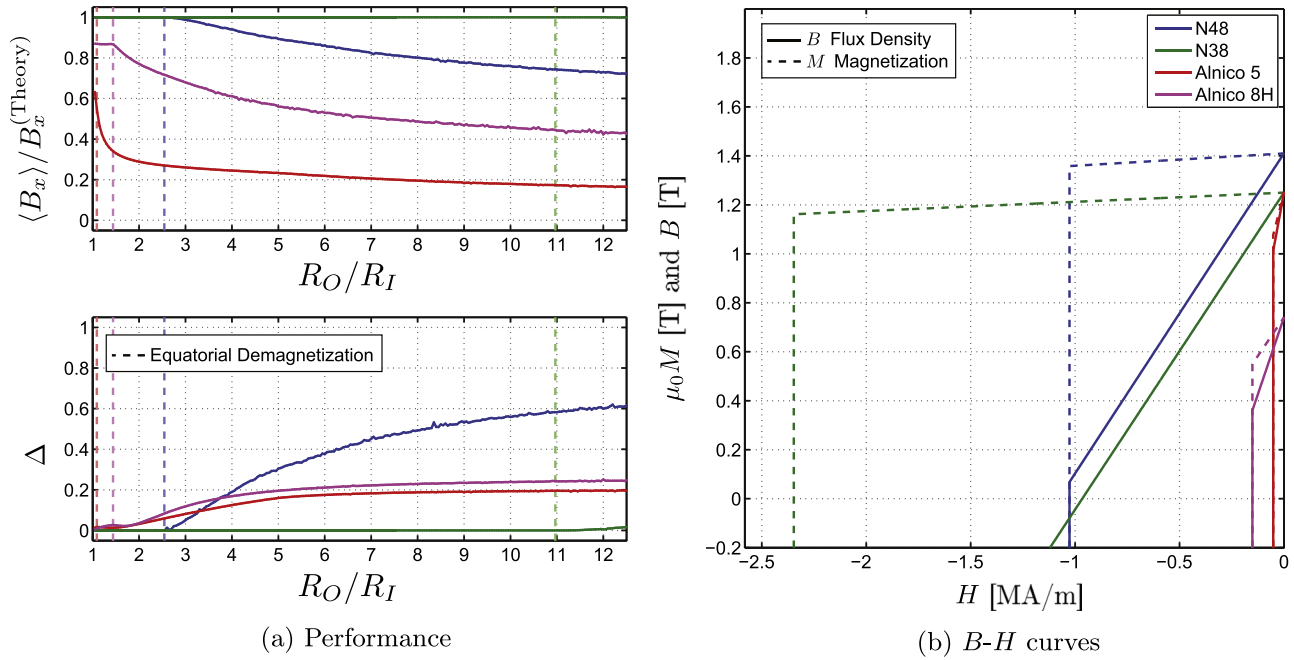 ⟨B_x⟩/B_x^(Theory)
1
0.8
0.6
0.4
0.2
0
1 2 3 4 5 6 7 8 9 10 11 12
R_O/R_I
Δ
1
0.8
0.6
0.4
0.2
0
Equatorial Demagnetization
1 2 3 4 5 6 7 8 9 10 11 12
R_O/R_I
(a) Performance
μ_0M [T] and B [T]
1.8
1.6
1.4
1.2
1
0.8
0.6
0.4
0.2
0
−0.2
B Flux Density
M Magnetization
N48
N38
Alnico 5
Alnico 8H
−2.5 −2 −1.5 −1 −0.5 0
H [MA/m]
(b) B-H curves